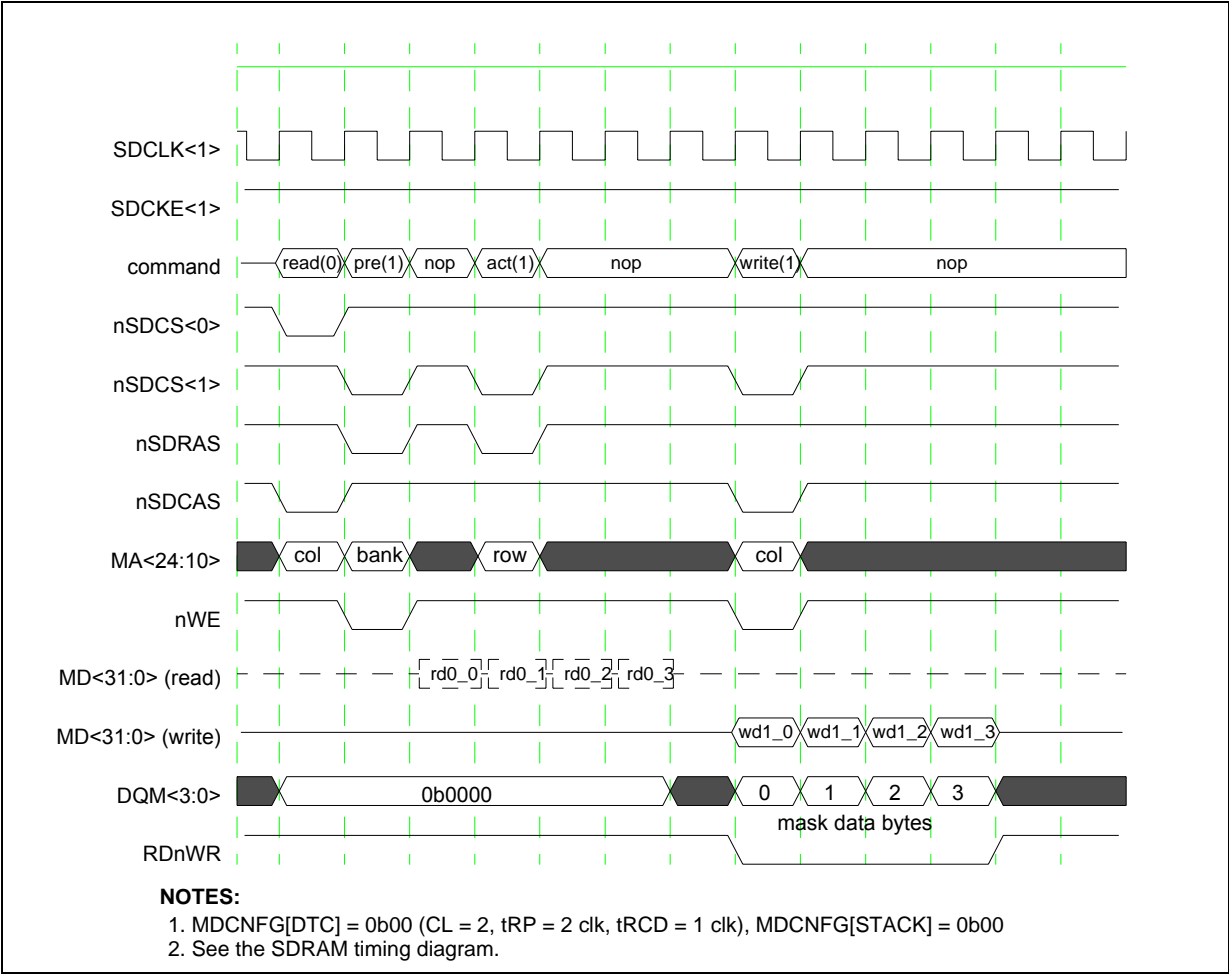 SDCLK<1>
SDCKE<1>
command read(0) pre(1) nop act(1) nop write(1) nop
nSDCS<0>
nSDCS<1>
nSDRAS
nSDCAS
MA<24:10> col bank row col
nWE
MD<31:0> (read) rd0_0 rd0_1 rd0_2 rd0_3
MD<31:0> (write) wd1_0 wd1_1 wd1_2 wd1_3
DQM<3:0> 0b0000 0 1 2 3
mask data bytes
RDnWR
NOTES:
1. MDCNFG[DTC] = 0b00 (CL = 2, tRP = 2 clk, tRCD = 1 clk), MDCNFG[STACK] = 0b00
2. See the SDRAM timing diagram.